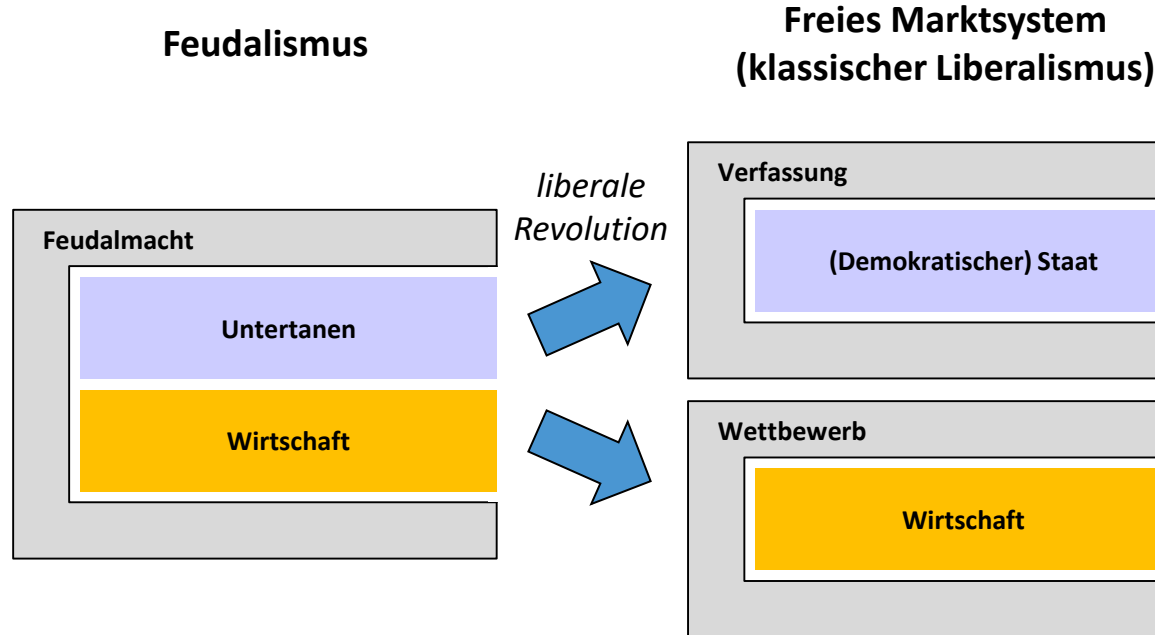 Feudalismus
Freies Marktsystem
(klassischer Liberalismus)
liberale
Revolution
Feudalmacht
Untertanen
Wirtschaft
Verfassung
(Demokratischer) Staat
Wettbewerb
Wirtschaft